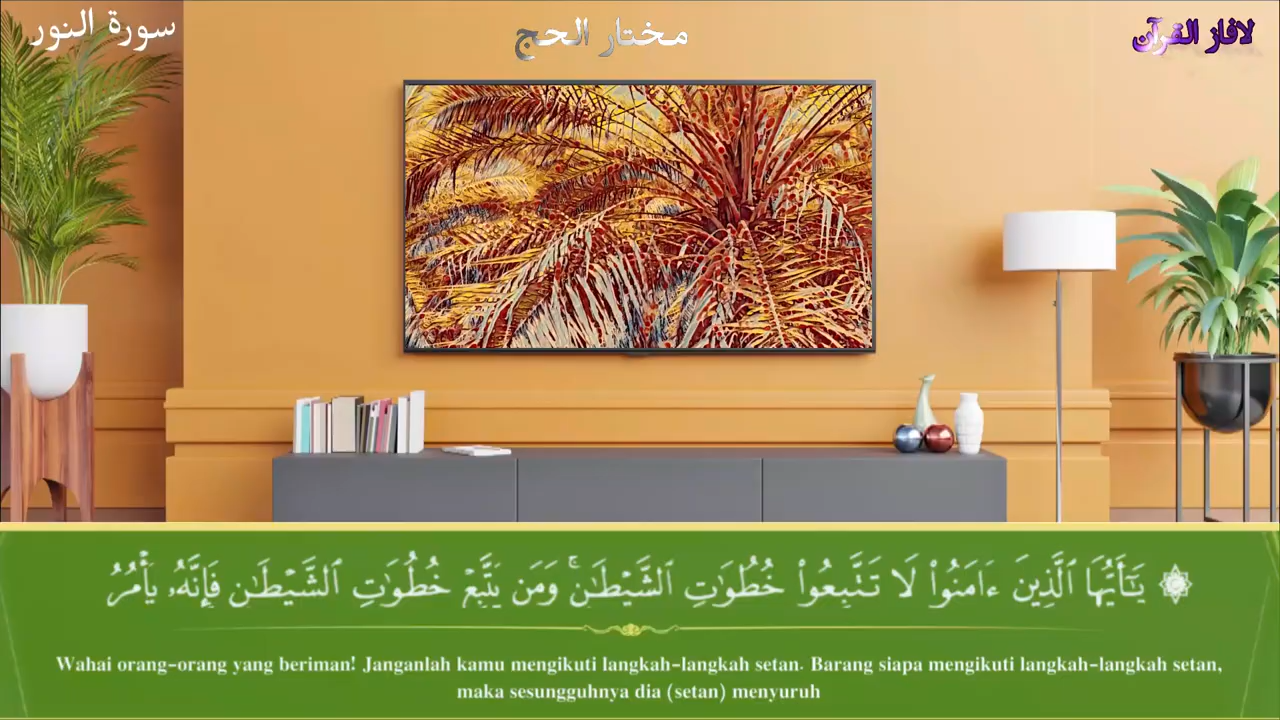 سورة النور
مختار الحج
لافاز القرآن
۞ يَـٰٓأَيُّهَا ٱلَّذِينَ ءَامَنُوا۟ لَا تَتَّبِعُوا۟ خُطُوَٰتِ ٱلشَّيْطَـٰنِ ۚ وَمَن يَتَّبِعْ خُطُوَٰتِ ٱلشَّيْطَـٰنِ فَإِنَّهُۥ يَأْمُرُ
Wahai orang-orang yang beriman! Janganlah kamu mengikuti langkah-langkah setan. Barang siapa mengikuti langkah-langkah setan,
maka sesungguhnya dia (setan) menyuruh